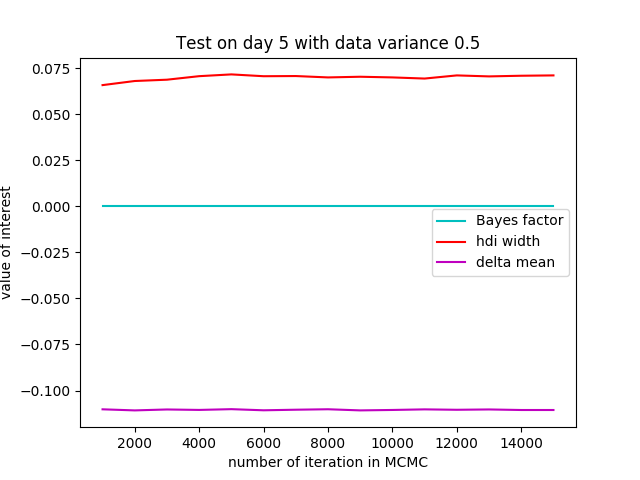 Test on day 5 with data variance 0.5
value of interest
0.075
0.050
0.025
0.000
−0.025
−0.050
−0.075
−0.100
Bayes factor
hdi width
delta mean
2000 4000 6000 8000 10000 12000 14000
number of iteration in MCMC